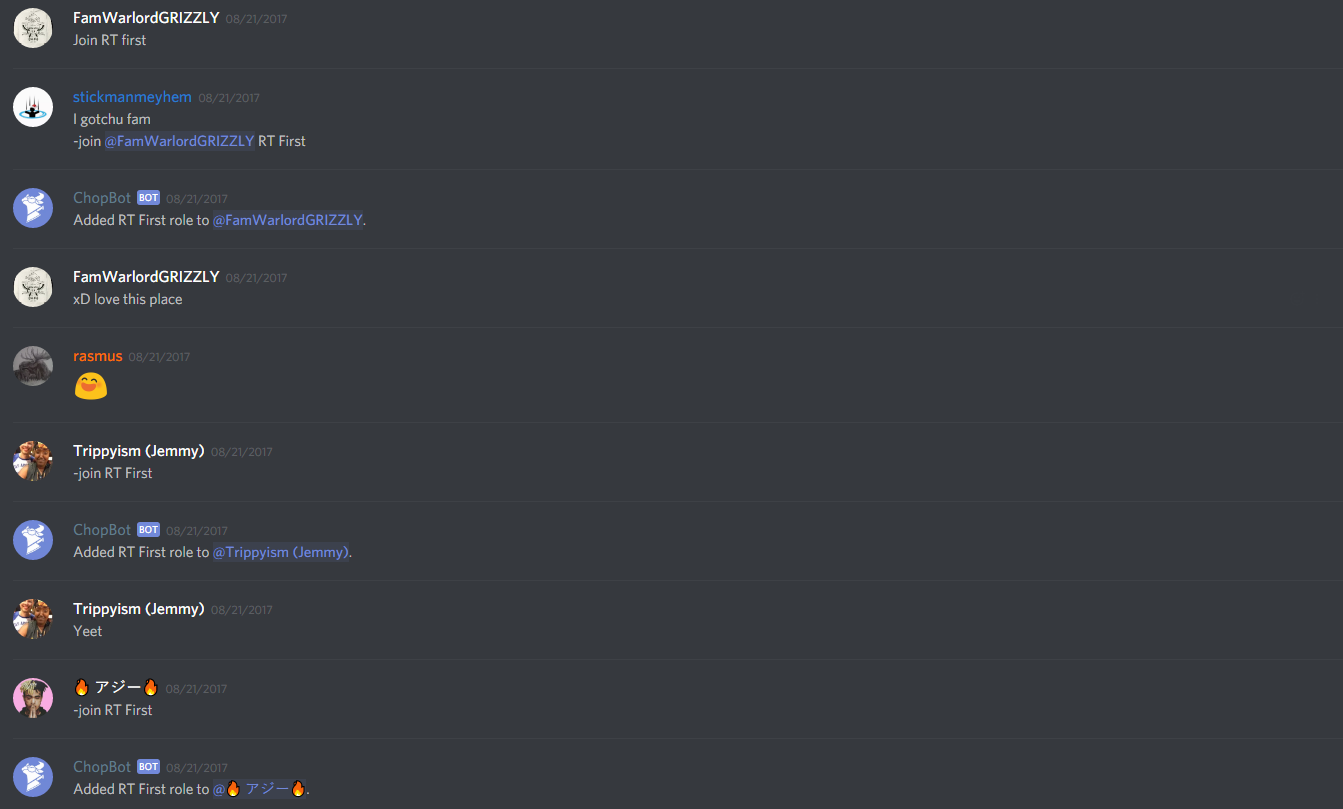 FamWarlordGRIZZLY 08/21/2017
Join RT first
stickmanmeyhem 08/21/2017
I gotchu fam
-join @FamWarlordGRIZZLY RT First
ChopBot BOT 08/21/2017
Added RT First role to @FamWarlordGRIZZLY.
FamWarlordGRIZZLY 08/21/2017
xD love this place
rasmus 08/21/2017
Trippyism (Jemmy) 08/21/2017
-join RT First
ChopBot BOT 08/21/2017
Added RT First role to @Trippyism (Jemmy).
Trippyism (Jemmy) 08/21/2017
Yeet
🔥 アジー🔥 08/21/2017
-join RT First
ChopBot BOT 08/21/2017
Added RT First role to @🔥 アジー🔥.